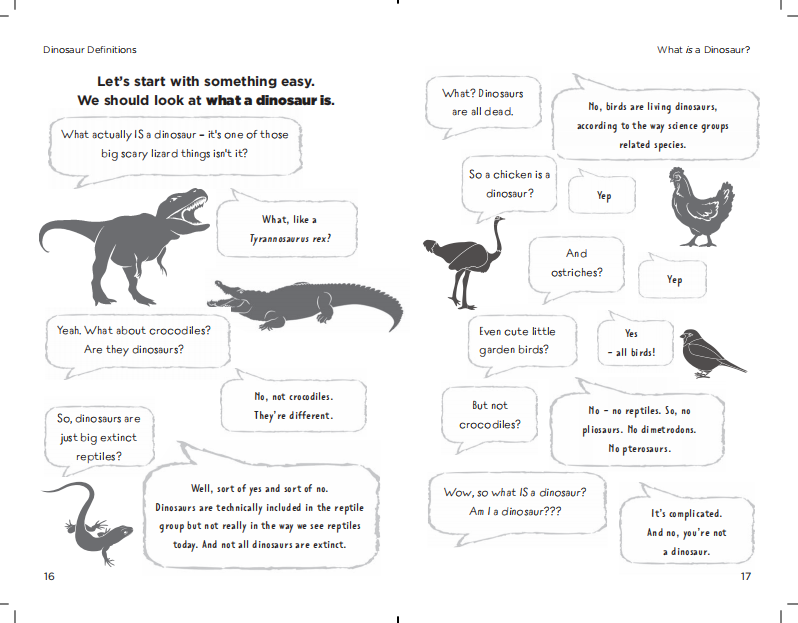 Dinosaur Definitions
Let's start with something easy.
We should look at what a dinosaur is.
What actually IS a dinosaur – it's one of those
big scary lizard things isn't it?
What, like a
Tyrannosaurus rex?
Yeah. What about crocodiles?
Are they dinosaurs?
No, not crocodiles.
They're different.
So, dinosaurs are
just big extinct
reptiles?
Well, sort of yes and sort of no.
Dinosaurs are technically included in the reptile
group but not really in the way we see reptiles
today. And not all dinosaurs are extinct.
16
What is a Dinosaur?
What? Dinosaurs
are all dead.
No, birds are living dinosaurs,
according to the way science groups
related species.
So a chicken is a
dinosaur?
Yep
And
ostriches?
Yep
Even cute little
garden birds?
Yes
– all birds!
But not
crocodiles?
No – no reptiles. So, no
pliosaurs. No dimetrodons.
No pterosaurs.
Wow, so what IS a dinosaur?
Am I a dinosaur???
It's complicated.
And no, you're not
a dinosaur.
17